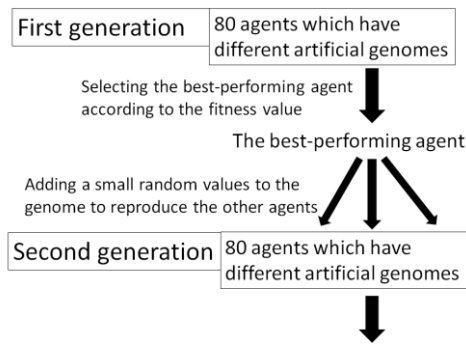 First generation
80 agents which have
different artificial genomes
Selecting the best-performing agent
according to the fitness value
The best-performing agent
Adding a small random values to the
genome to reproduce the other agents
Second generation
80 agents which have
different artificial genomes